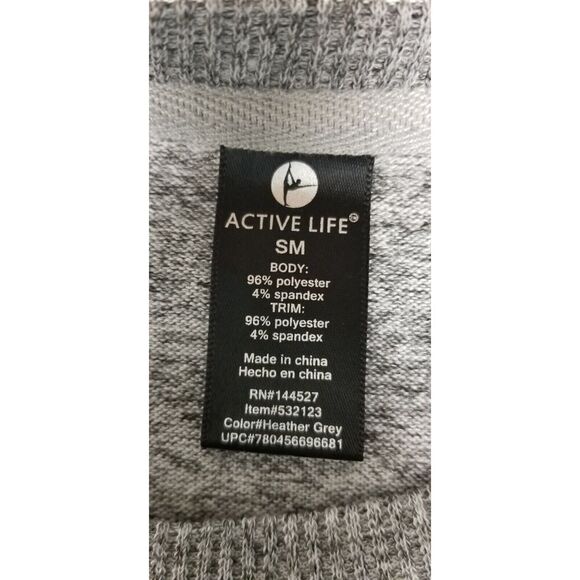 ACTIVE LIFE
SM
BODY:
96% polyester
4% spandex
TRIM:
96% polyester
4% spandex
Made in china
Hecho en china
RN#144527
Item#532123
Color#Heather Grey
UPC#780456696681